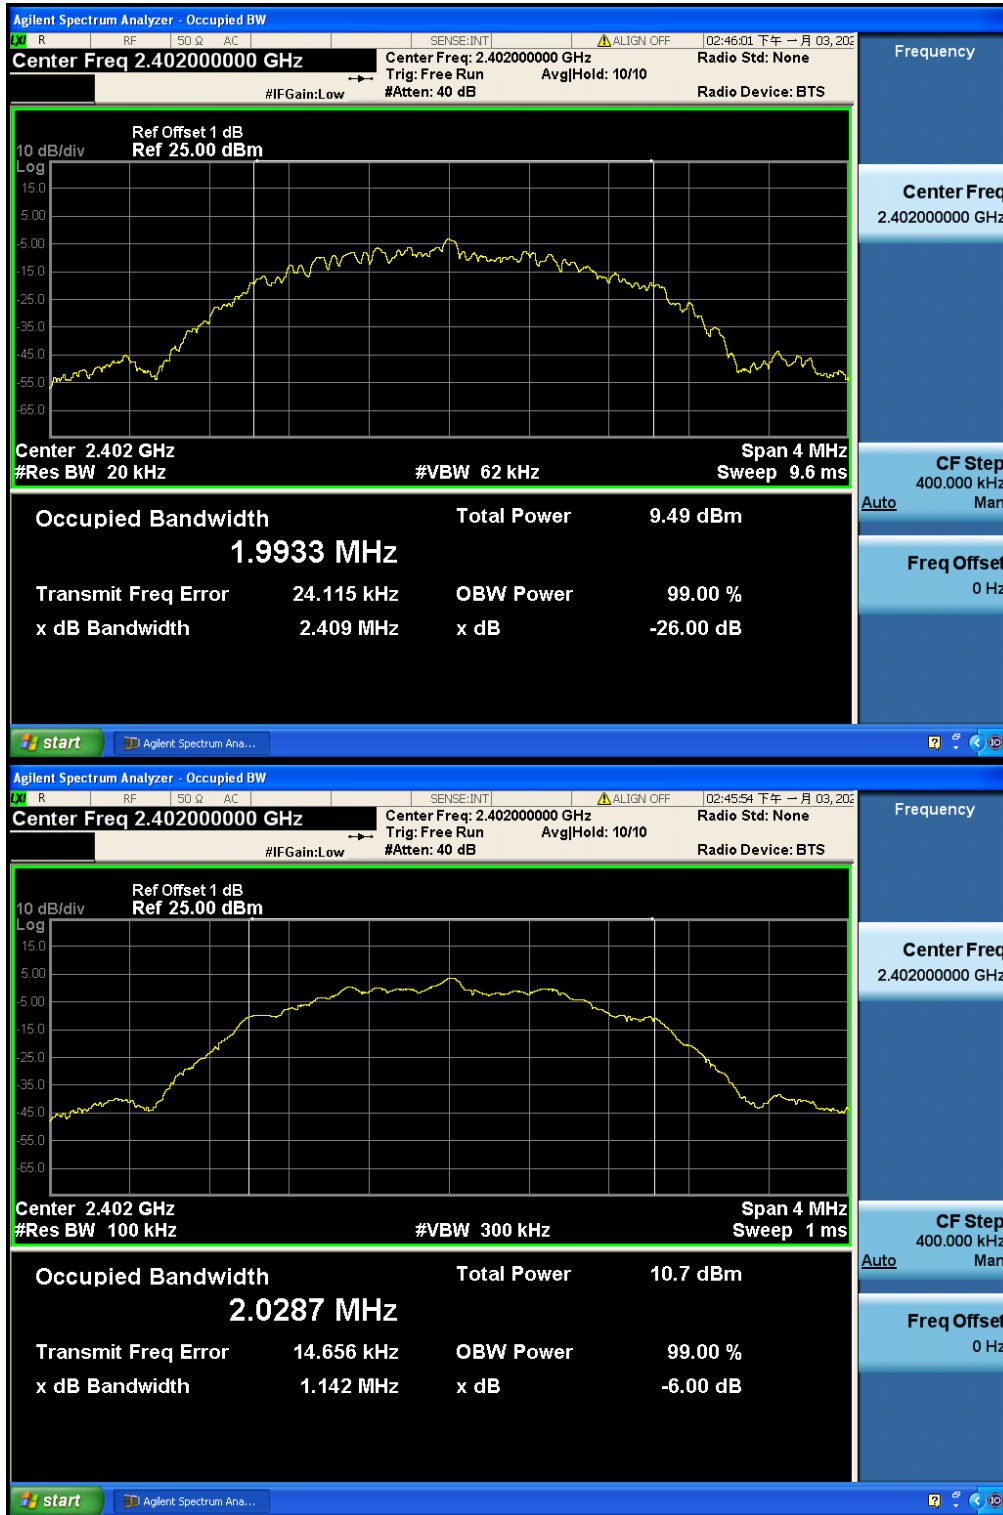 Agilent Spectrum Analyzer - Occupied BW
LXI R RF 50 Ω AC SENSE:INT ALIGN OFF 02:46:01 下午 一月 03, 202
Center Freq 2.402000000 GHz
Center Freq: 2.402000000 GHz
Radio Std: None
Trig: Free Run Avg|Hold: 10/10
#IFGain:Low #Atten: 40 dB
Radio Device: BTS
Ref Offset 1 dB
10 dB/div Ref 25.00 dBm
Log
15.0
5.00
-5.00
-15.0
-25.0
-35.0
-45.0
-55.0
-65.0
Center 2.402 GHz Span 4 MHz
#Res BW 20 kHz #VBW 62 kHz Sweep 9.6 ms
Occupied Bandwidth Total Power 9.49 dBm
1.9933 MHz
Transmit Freq Error 24.115 kHz OBW Power 99.00 %
x dB Bandwidth 2.409 MHz x dB -26.00 dB
Frequency
Center Freq
2.402000000 GHz
CF Step
400.000 kHz
Auto Man
Freq Offset
0 Hz
start Agilent Spectrum Ana...
Agilent Spectrum Analyzer - Occupied BW
LXI R RF 50 Ω AC SENSE:INT ALIGN OFF 02:45:54 下午 一月 03, 202
Center Freq 2.402000000 GHz
Center Freq: 2.402000000 GHz
Radio Std: None
Trig: Free Run Avg|Hold: 10/10
#IFGain:Low #Atten: 40 dB
Radio Device: BTS
Ref Offset 1 dB
10 dB/div Ref 25.00 dBm
Log
15.0
5.00
-5.00
-15.0
-25.0
-35.0
-45.0
-55.0
-65.0
Center 2.402 GHz Span 4 MHz
#Res BW 100 kHz #VBW 300 kHz Sweep 1 ms
Occupied Bandwidth Total Power 10.7 dBm
2.0287 MHz
Transmit Freq Error 14.656 kHz OBW Power 99.00 %
x dB Bandwidth 1.142 MHz x dB -6.00 dB
Frequency
Center Freq
2.402000000 GHz
CF Step
400.000 kHz
Auto Man
Freq Offset
0 Hz
start Agilent Spectrum Ana...